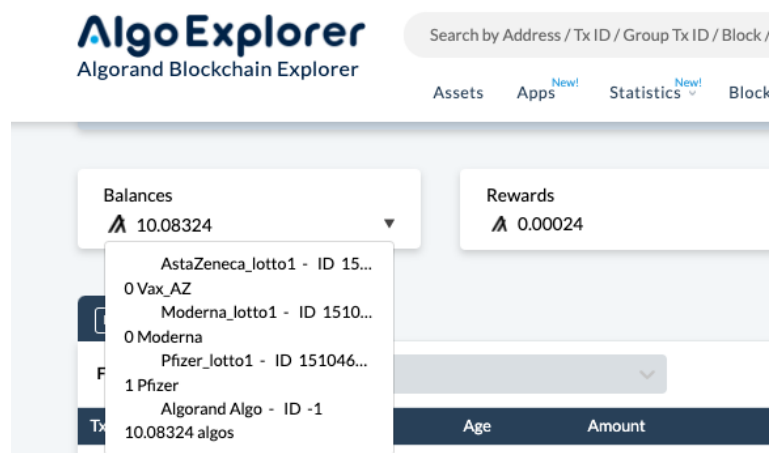 AlgoExplorer
Algorand Blockchain Explorer
Search by Address / Tx ID / Group Tx ID / Block /
Assets Apps New! Statistics New! Block
Balances
10.08324
Rewards
0.00024
AstaZeneca_lotto1 - ID 15...
0 Vax_AZ
Moderna_lotto1 - ID 1510...
0 Moderna
Pfizer_lotto1 - ID 151046...
1 Pfizer
Algorand Algo - ID -1
10.08324 algos
F
Tx Age Amount